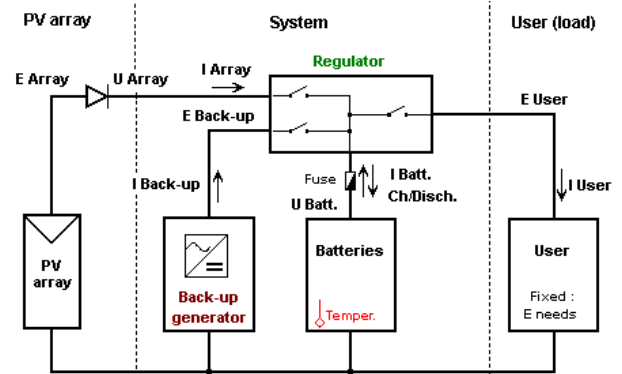 PV array
System
User (load)
Regulator
E Array
U Array
I Array
E Back-up
E User
I Back-up
Fuse
I Batt.
Ch/Disch.
U Batt.
I User
PV
array
Back-up
generator
Batteries
Temper.
User
Fixed :
E needs